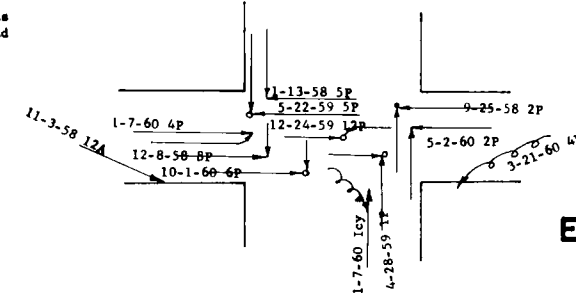 s
d
1-13-58 5P
5-22-59 5P
12-24-59 12P
9-25-58 2P
11-3-58 12A
1-7-60 4P
12-8-58 8P
10-1-60 6P
5-2-60 2P
3-21-60 4
1-7-60 Icy
4-28-59 1P
E